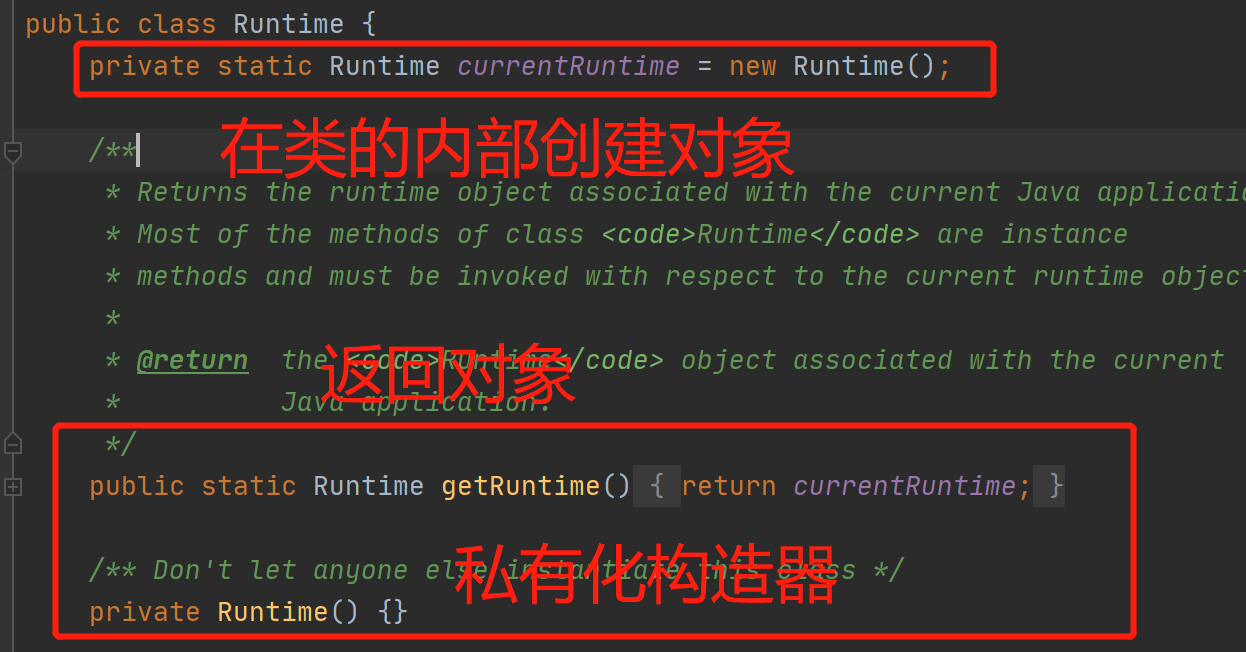 public class Runtime {
private static Runtime currentRuntime = new Runtime();
/**
在类的内部创建对象
* Returns the runtime object associated with the current Java applicatio
* Most of the methods of class <code>Runtime</code> are instance
* methods and must be invoked with respect to the current runtime object
*
* @return the <code>Runtime</code> object associated with the current
返回对象
* Java application.
*/
public static Runtime getRuntime() { return currentRuntime; }
/** Don't let anyone else instantiate this class */
私有化构造器
private Runtime() {}